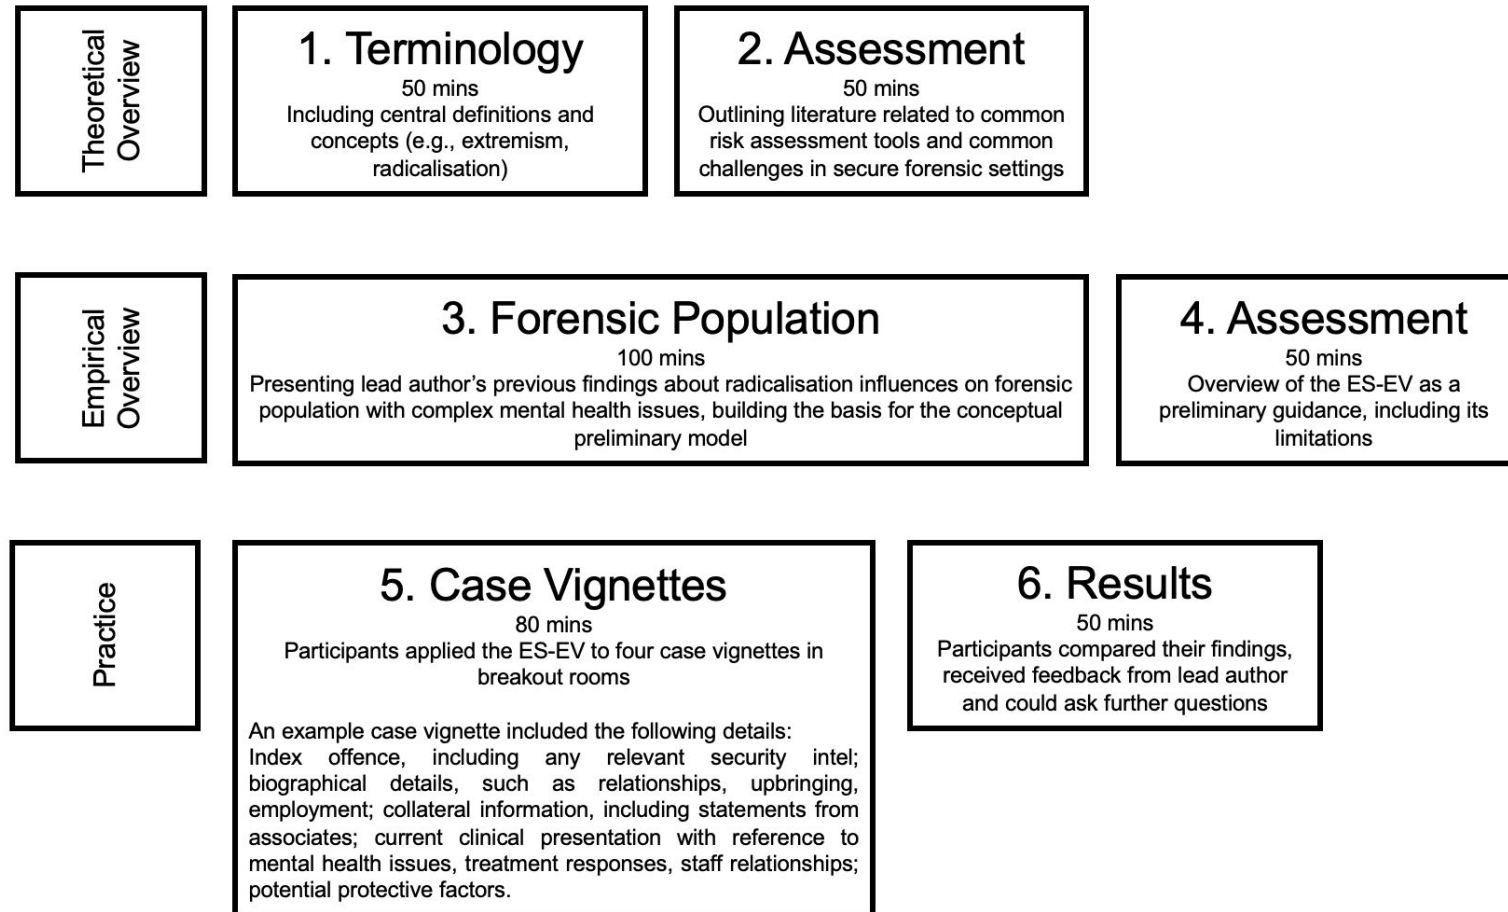 Theoretical
Overview
1. Terminology
50 mins
Including central definitions and
concepts (e.g., extremism,
radicalisation)
2. Assessment
50 mins
Outlining literature related to common
risk assessment tools and common
challenges in secure forensic settings
Empirical
Overview
3. Forensic Population
100 mins
Presenting lead author's previous findings about radicalisation influences on forensic
population with complex mental health issues, building the basis for the conceptual
preliminary model
4. Assessment
50 mins
Overview of the ES-EV as a
preliminary guidance, including its
limitations
Practice
5. Case Vignettes
80 mins
Participants applied the ES-EV to four case vignettes in
breakout rooms
An example case vignette included the following details:
Index offence, including any relevant security intel;
biographical details, such as relationships, upbringing,
employment; collateral information, including statements from
associates; current clinical presentation with reference to
mental health issues, treatment responses, staff relationships;
potential protective factors.
6. Results
50 mins
Participants compared their findings,
received feedback from lead author
and could ask further questions